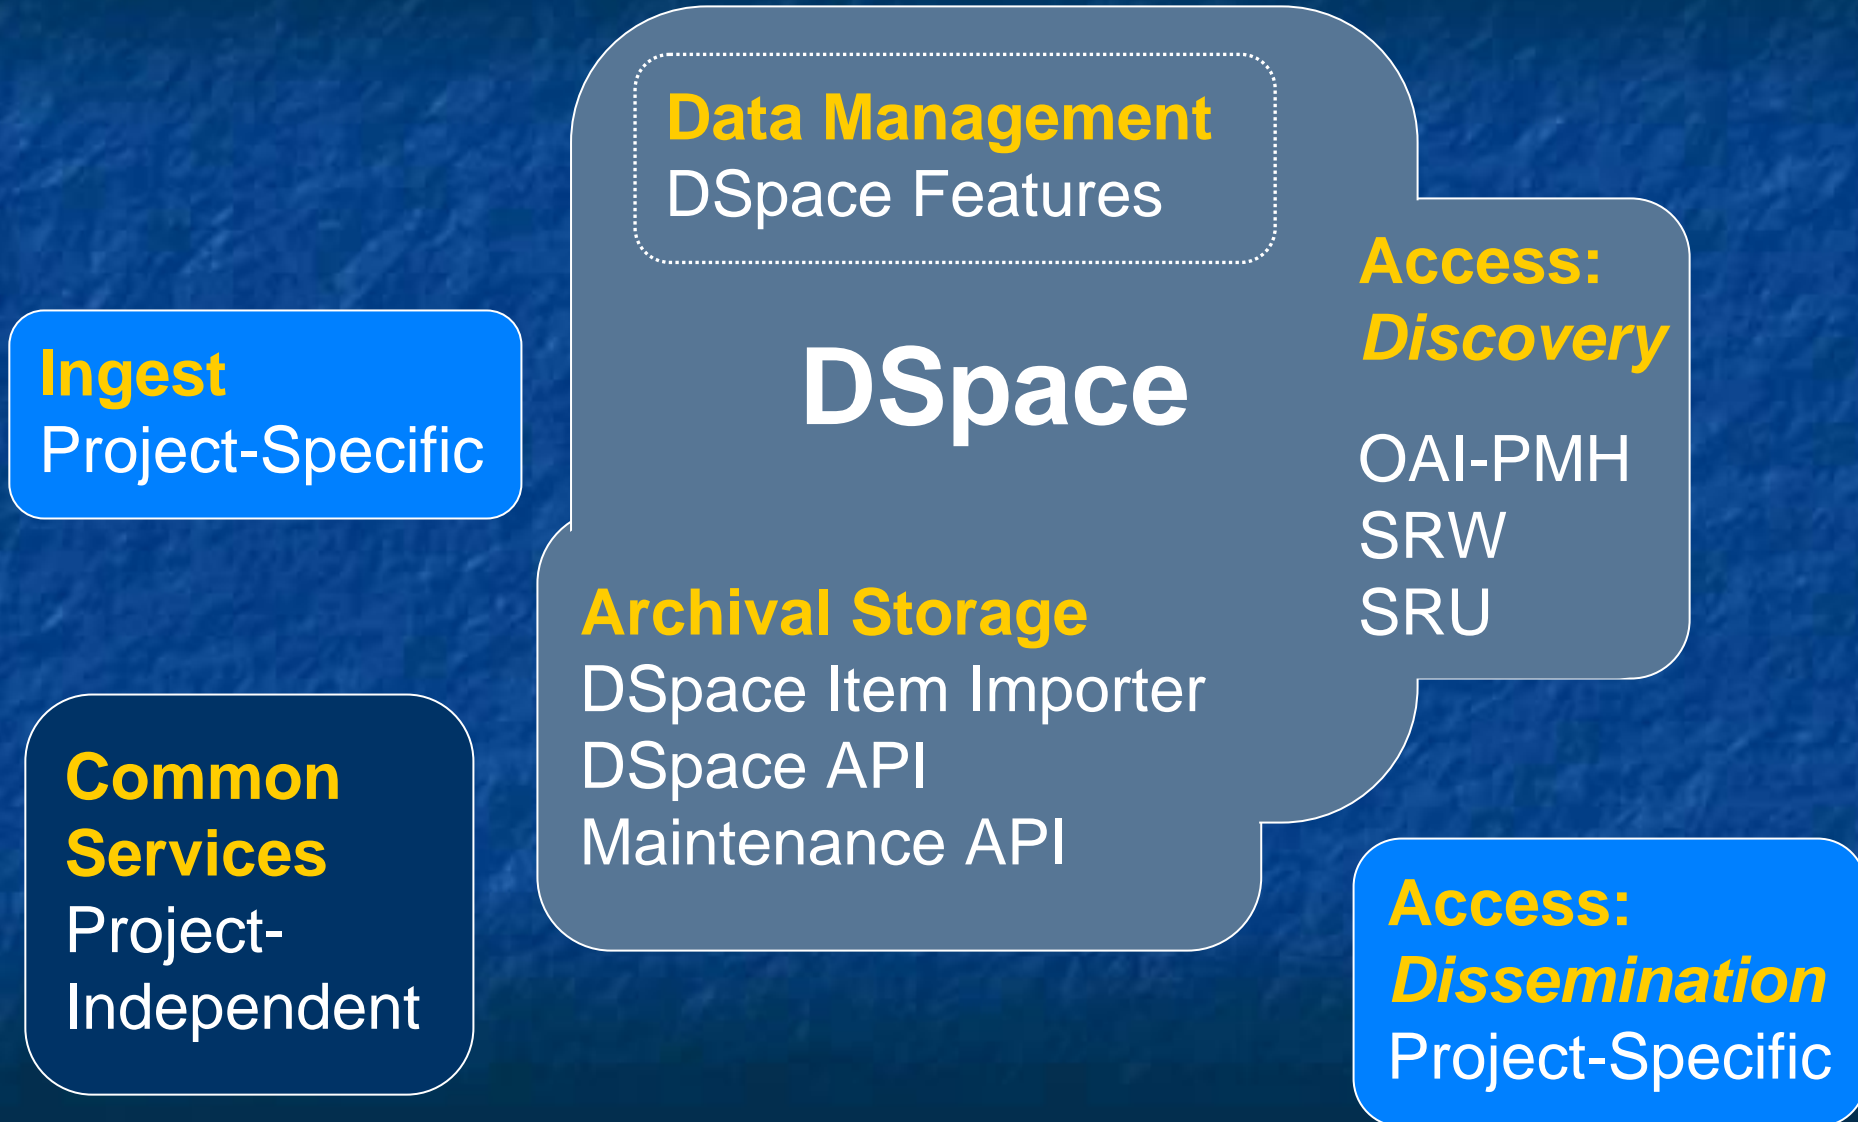 Data Management
DSpace Features
DSpace
Access:
Discovery
OAI-PMH
SRW
SRU
Ingest
Project-Specific
Archival Storage
DSpace Item Importer
DSpace API
Maintenance API
Common
Services
Project-
Independent
Access:
Dissemination
Project-Specific